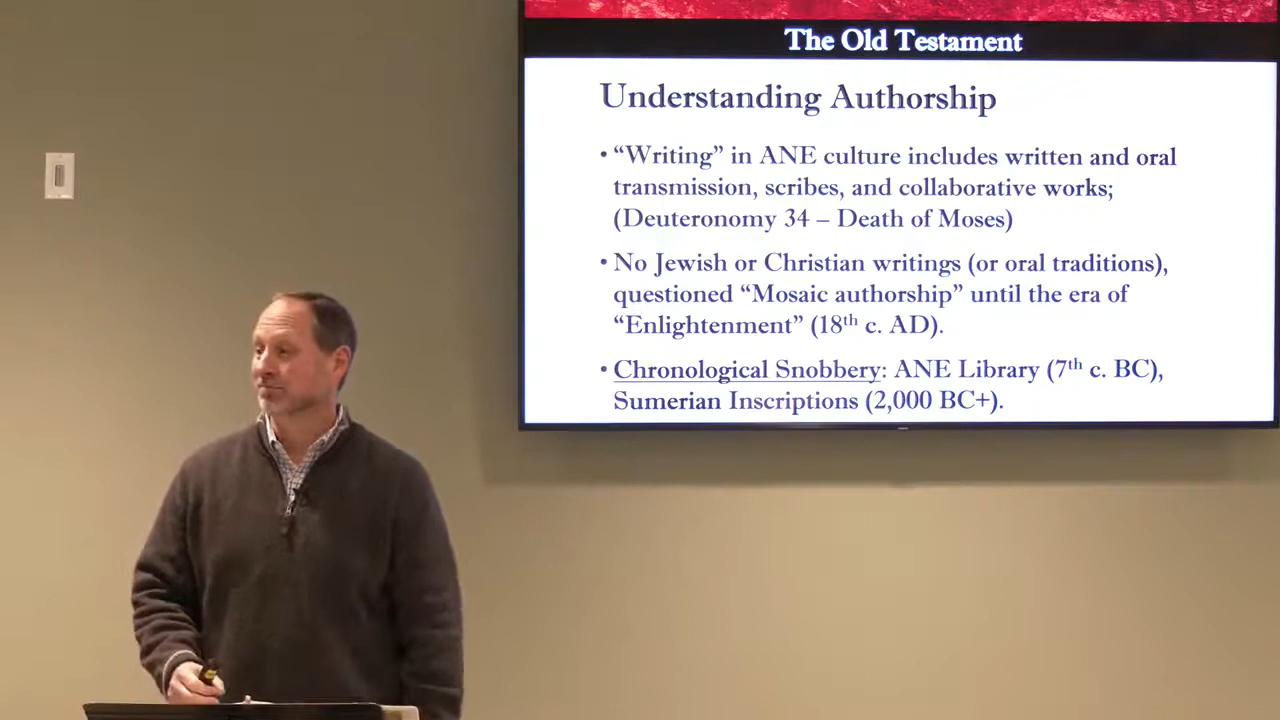 The Old Testament
Understanding Authorship
• “Writing” in ANE culture includes written and oral
transmission, scribes, and collaborative works;
(Deuteronomy 34 – Death of Moses)
• No Jewish or Christian writings (or oral traditions),
questioned “Mosaic authorship” until the era of
“Enlightenment” (18th c. AD).
• Chronological Snobbery: ANE Library (7th c. BC),
Sumerian Inscriptions (2,000 BC+).